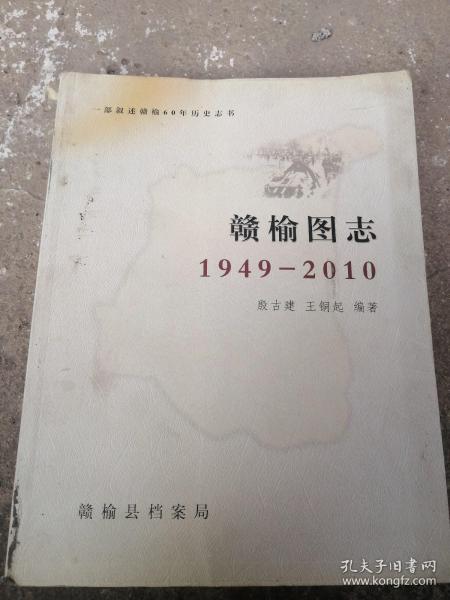 一部叙述赣榆60年历史志书
赣榆图志
1949-2010
殷古建 王钢起 编著
赣榆县档案局
孔夫子旧书网
www.kongfz.com